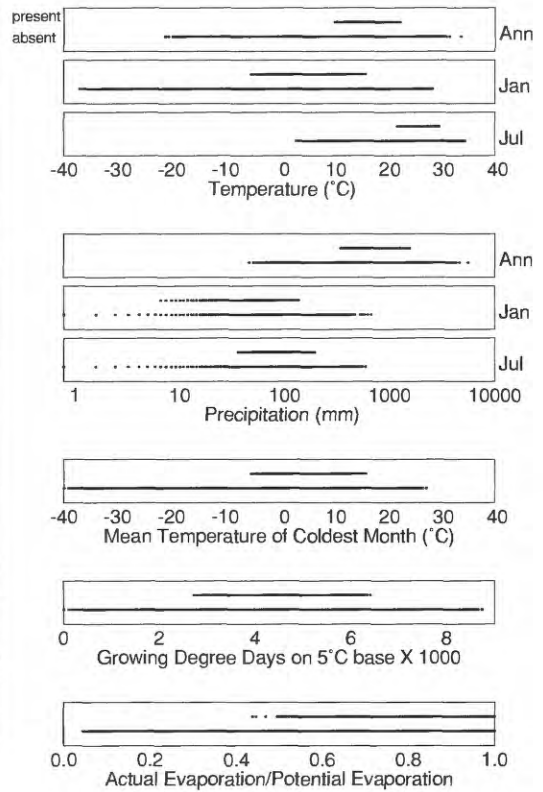 present
absent
Ann
Jan
Jul
-40 -30 -20 -10 0 10 20 30 40
Temperature (˚C)
Ann
Jan
Jul
1 10 100 1000 10000
Precipitation (mm)
-40 -30 -20 -10 0 10 20 30 40
Mean Temperature of Coldest Month (˚C)
0 2 4 6 8
Growing Degree Days on 5˚C base X 1000
0.0 0.2 0.4 0.6 0.8 1.0
Actual Evaporation/Potential Evaporation